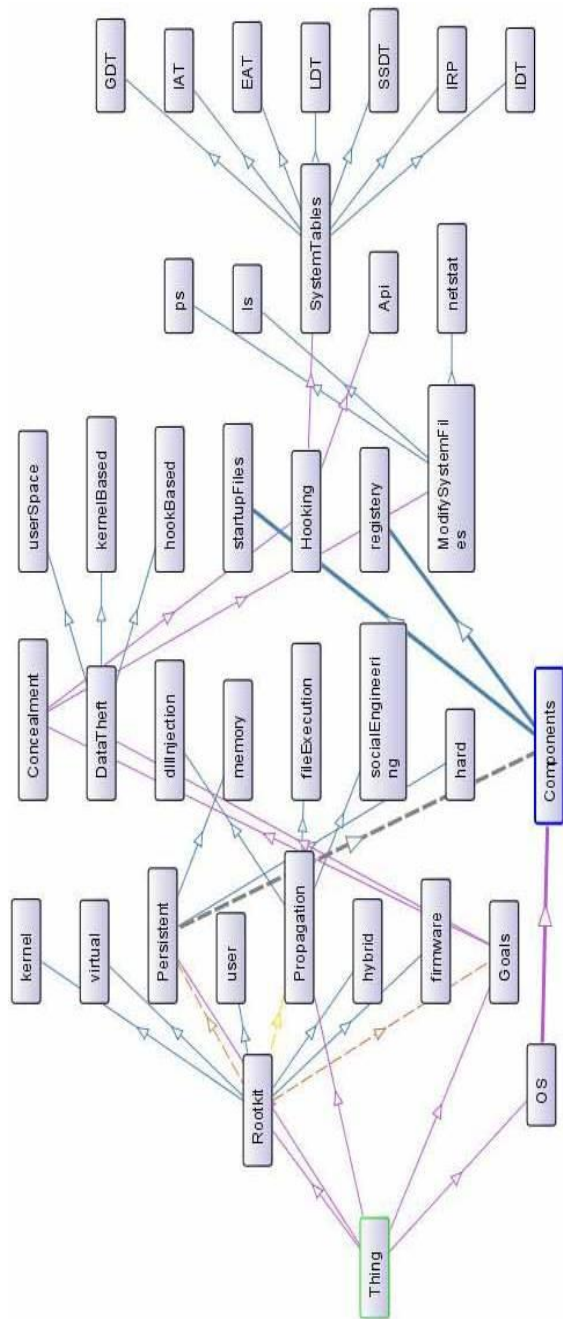 Thing
Rootkit
OS
kernel
virtual
Persistent
user
Propagation
hybrid
firmware
Goals
Concealment
DataTheft
dllInjection
memory
fileExecution
socialEngineeri
ng
hard
Components
userSpace
kernelBased
hookBased
startupFiles
Hooking
registery
ModifySystemFil
es
ps
ls
SystemTables
Api
netstat
GDT
IAT
EAT
LDT
SSDT
IRP
IDT